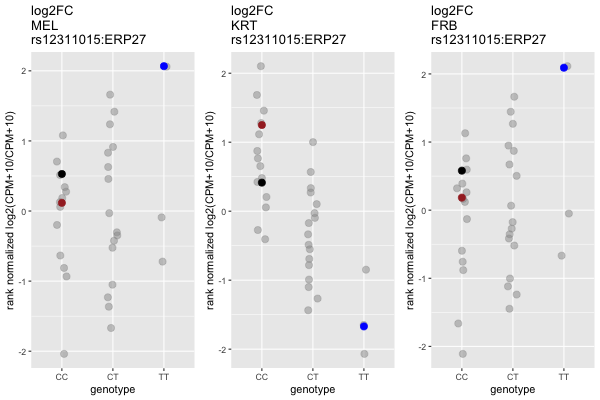 log2FC
MEL
rs12311015:ERP27
rank normalized log2(CPM+10/CPM+10)
2
1
0
-1
-2
CC
CT
TT
genotype
log2FC
KRT
rs12311015:ERP27
rank normalized log2(CPM+10/CPM+10)
2
1
0
-1
-2
CC
CT
TT
genotype
log2FC
FRB
rs12311015:ERP27
rank normalized log2(CPM+10/CPM+10)
2
1
0
-1
-2
CC
CT
TT
genotype